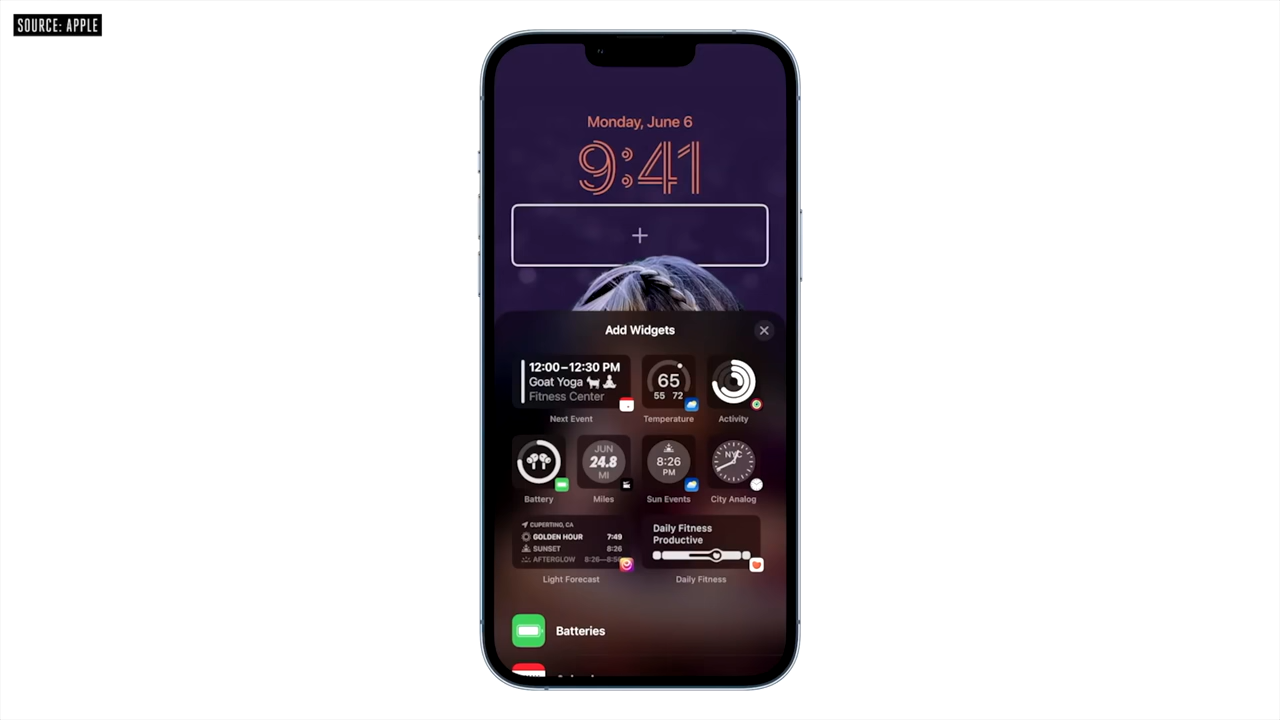 SOURCE: APPLE
Monday, June 6
9:41
+
Add Widgets
12:00–12:30 PM
Goat Yoga
Fitness Center
Next Event
65
55 72
Temperature
Activity
Battery
JUN
24.8
MI
Miles
8:26
PM
Sun Events
NYC
City Analog
CUPERTINO, CA
GOLDEN HOUR 7:49
SUNSET 8:26
AFTERGLOW
Light Forecast
Daily Fitness
Productive
Daily Fitness
Batteries